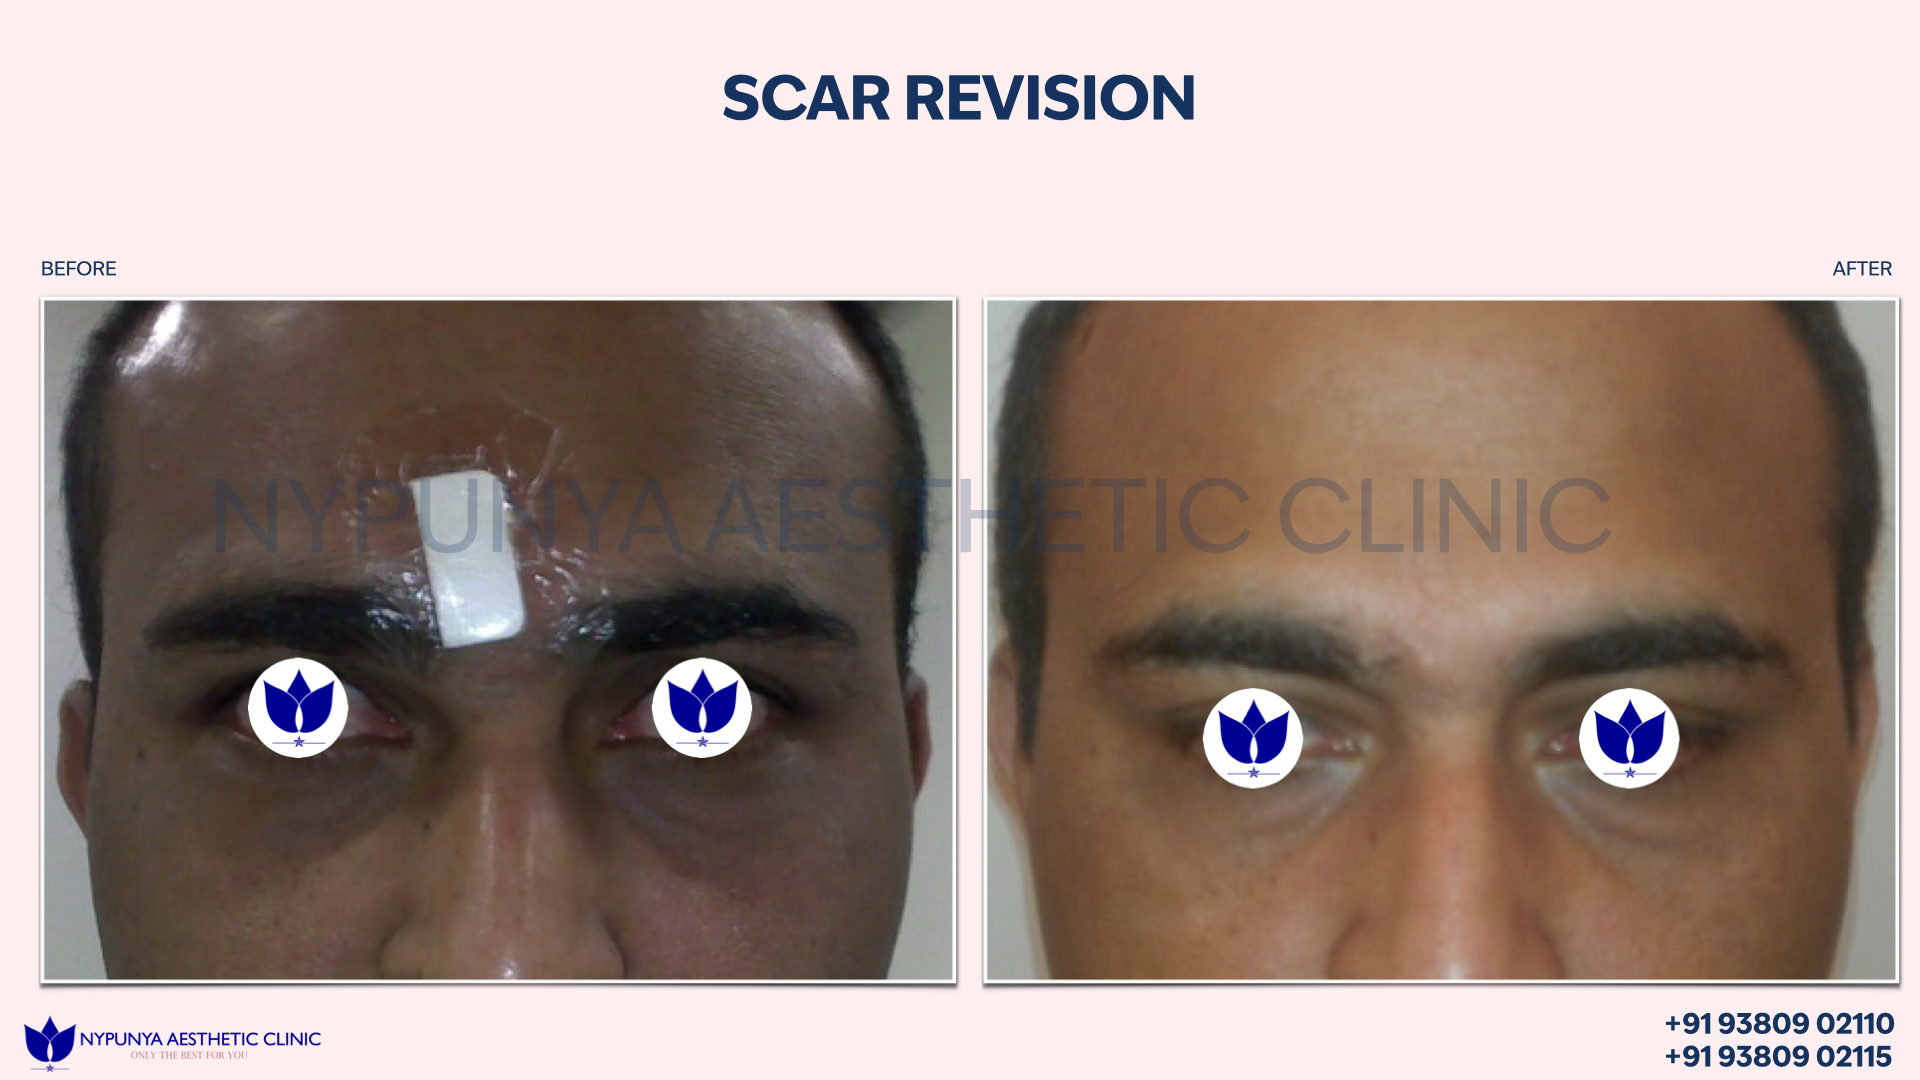 SCAR REVISION
BEFORE
AFTER
NYPUNYA AESTHETIC CLINIC
NYPUNYA AESTHETIC CLINIC
ONLY THE BEST FOR YOU
+91 93809 02110
+91 93809 02115